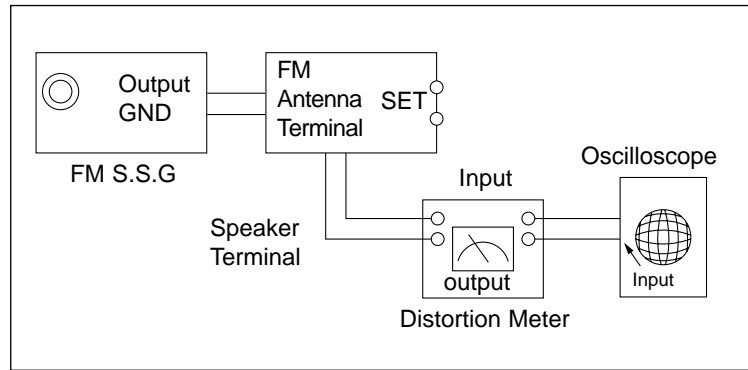 Output
GND
FM S.S.G
FM
Antenna
Terminal
SET
Speaker
Terminal
Input
output
Distortion Meter
Oscilloscope
Input